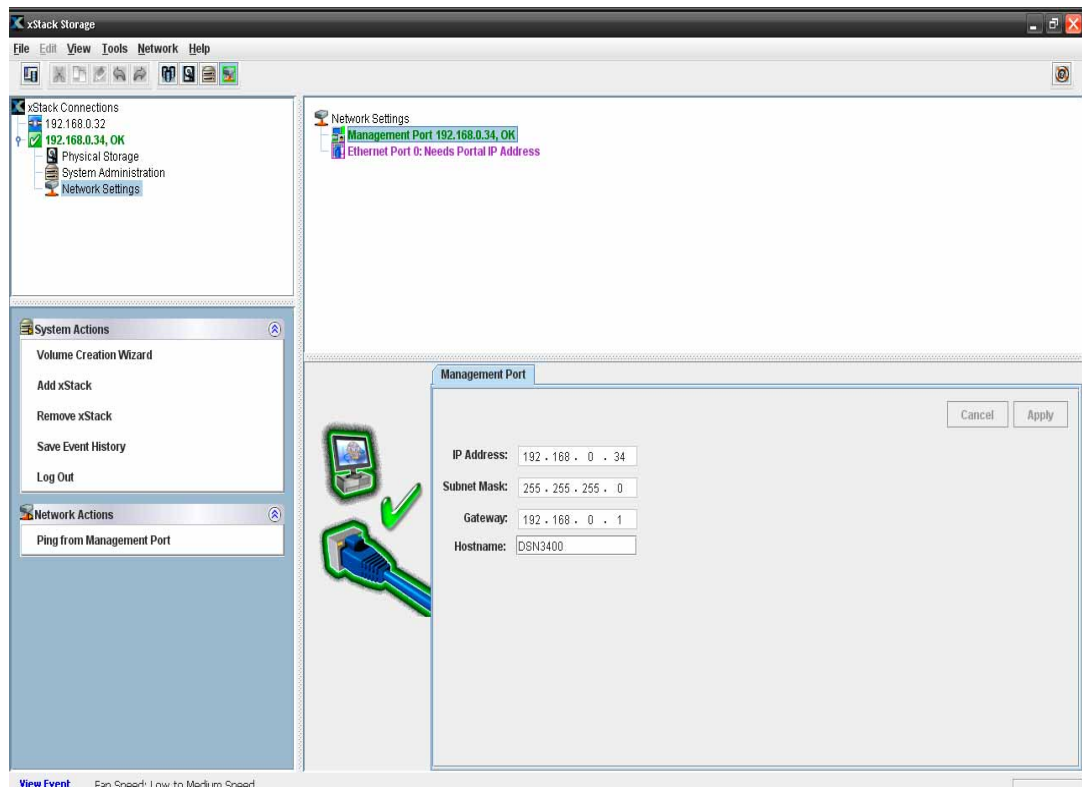 xStack Storage
File Edit View Tools Network Help
xStack Connections
192.168.0.32
192.168.0.34, OK
Physical Storage
System Administration
Network Settings
Network Settings
Management Port 192.168.0.34, OK
Ethernet Port 0: Needs Portal IP Address
System Actions
Volume Creation Wizard
Add xStack
Remove xStack
Save Event History
Log Out
Network Actions
Ping from Management Port
Management Port
Cancel Apply
IP Address: 192 . 168 . 0 . 34
Subnet Mask: 255 . 255 . 255 . 0
Gateway: 192 . 168 . 0 . 1
Hostname: DSN3400
View Event Fan Speed: Low to Medium Speed